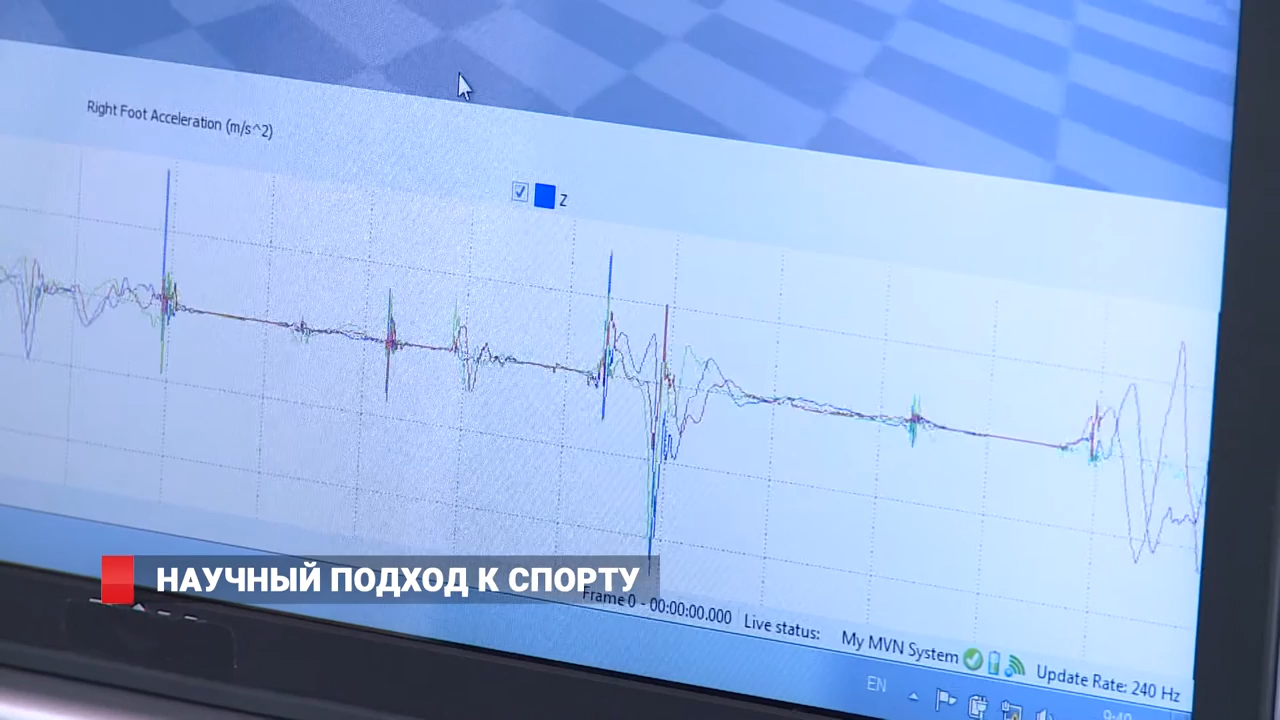 Right Foot Acceleration (m/s^2)
Z
НАУЧНЫЙ ПОДХОД К СПОРТУ
Frame 0 - 00:00:00.000 Live status: My MVN System Update Rate: 240 Hz
EN